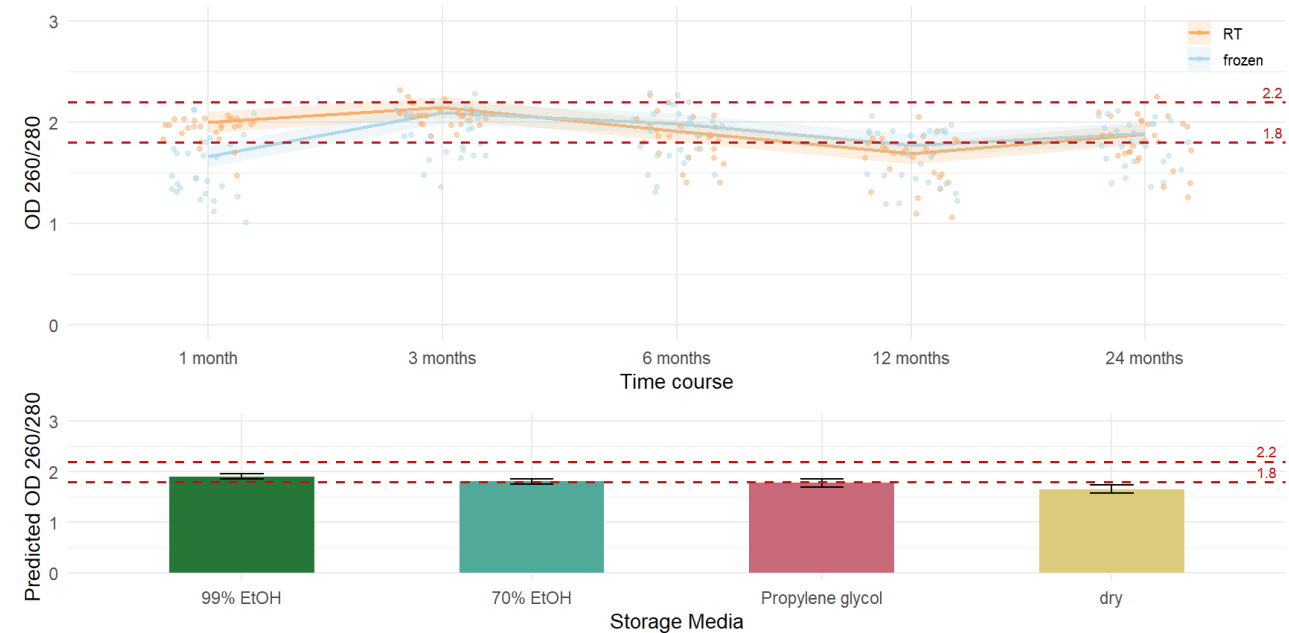 3
2
1
0
OD 260/280
RT
frozen
2.2
1.8
1 month
3 months
6 months
12 months
24 months
Time course
3
2
1
0
Predicted OD 260/280
2.2
1.8
99% EtOH
70% EtOH
Propylene glycol
dry
Storage Media